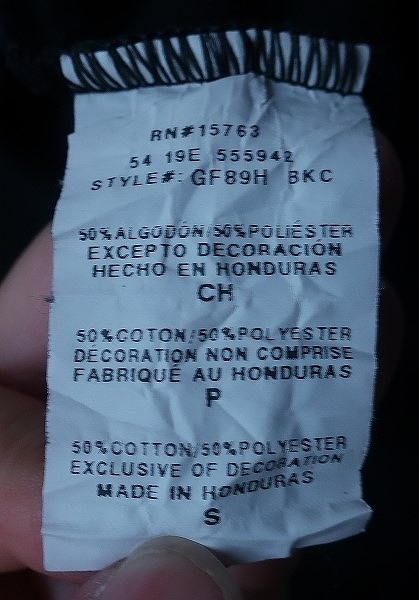 RN#15763
54 19E 555942
STYLE#: GF89H BKC
50%ALGODÓN/50%POLIÉSTER
EXCEPTO DECORACIÓN
HECHO EN HONDURAS
CH
50%COTON/50%POLYESTER
DECORATION NON COMPRISE
FABRIQUÉ AU HONDURAS
P
50%COTTON/50%POLYESTER
EXCLUSIVE OF DECORATION
MADE IN HONDURAS
S